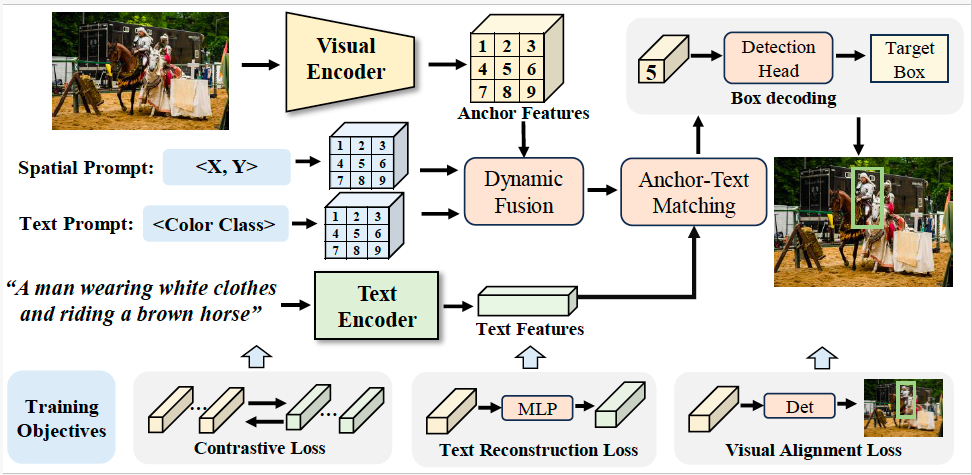 Visual
Encoder
1 2 3
4 5 6
7 8 9
Anchor Features
5
Detection
Head
Target
Box
Box decoding
Spatial Prompt:
<X, Y>
1 2 3
4 5 6
7 8 9
Text Prompt:
<Color Class>
1 2 3
4 5 6
7 8 9
Dynamic
Fusion
Anchor-Text
Matching
“A man wearing white clothes
and riding a brown horse”
Text
Encoder
Text Features
Training
Objectives
...
...
Contrastive Loss
MLP
Text Reconstruction Loss
Det
Visual Alignment Loss